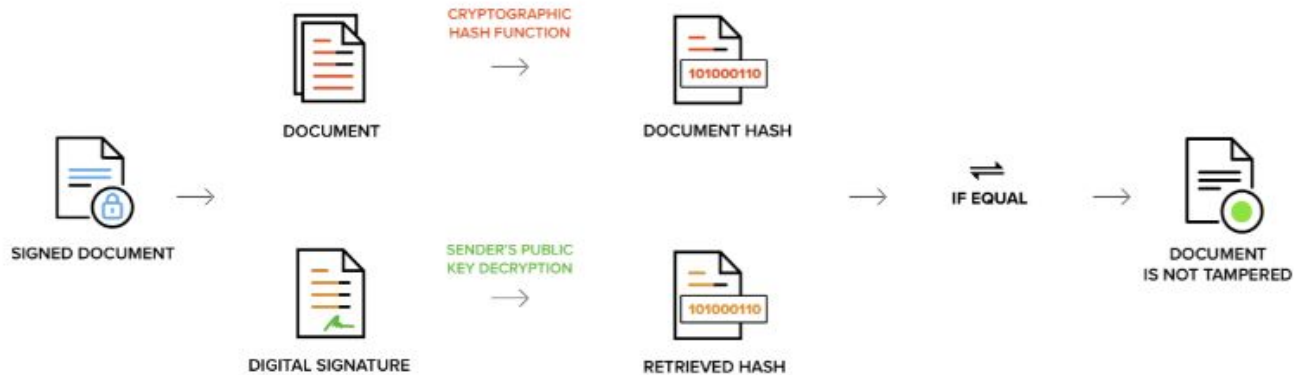 CRYPTOGRAPHIC
HASH FUNCTION
101000110
DOCUMENT
DOCUMENT HASH
IF EQUAL
SIGNED DOCUMENT
SENDER'S PUBLIC
KEY DECRYPTION
DOCUMENT
IS NOT TAMPERED
101000110
DIGITAL SIGNATURE
RETRIEVED HASH